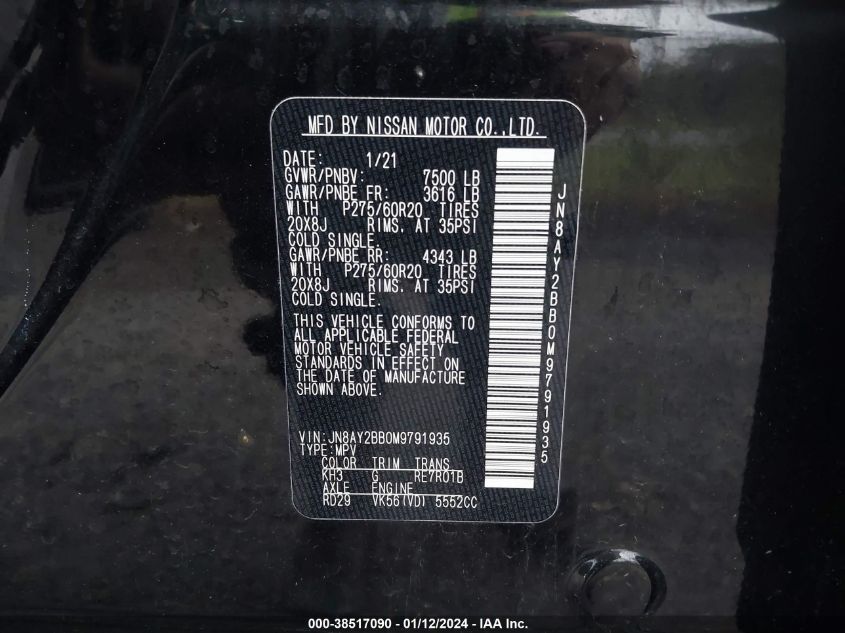 MFD BY NISSAN MOTOR CO.,LTD.
DATE: 1/21
GVWR/PNBV: 7500 LB
GAWR/PNBE FR: 3616 LB
WITH P275/60R20 TIRES
20X8J RIMS. AT 35PSI
COLD SINGLE.
GAWR/PNBE RR: 4343 LB
WITH P275/60R20 TIRES
20X8J RIMS. AT 35PSI
COLD SINGLE.
THIS VEHICLE CONFORMS TO
ALL APPLICABLE FEDERAL
MOTOR VEHICLE SAFETY
STANDARDS IN EFFECT ON
THE DATE OF MANUFACTURE
SHOWN ABOVE.
VIN:JN8AY2BB0M9791935
TYPE:MPV
COLOR TRIM TRANS
KH3 G RE7R01B
AXLE ENGINE
RD29 VK56(VD) 5552CC
JN8AY2BB0M9791935
000-38517090 - 01/12/2024 - IAA Inc.